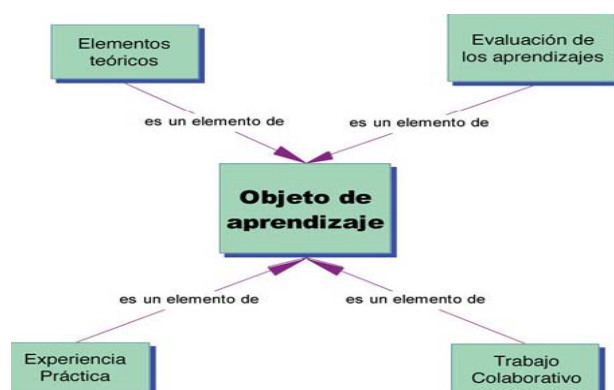 Elementos
teóricos
Evaluación de
los aprendizajes
es un elemento de
es un elemento de
Objeto de
aprendizaje
es un elemento de
es un elemento de
Experiencia
Práctica
Trabajo
Colaborativo